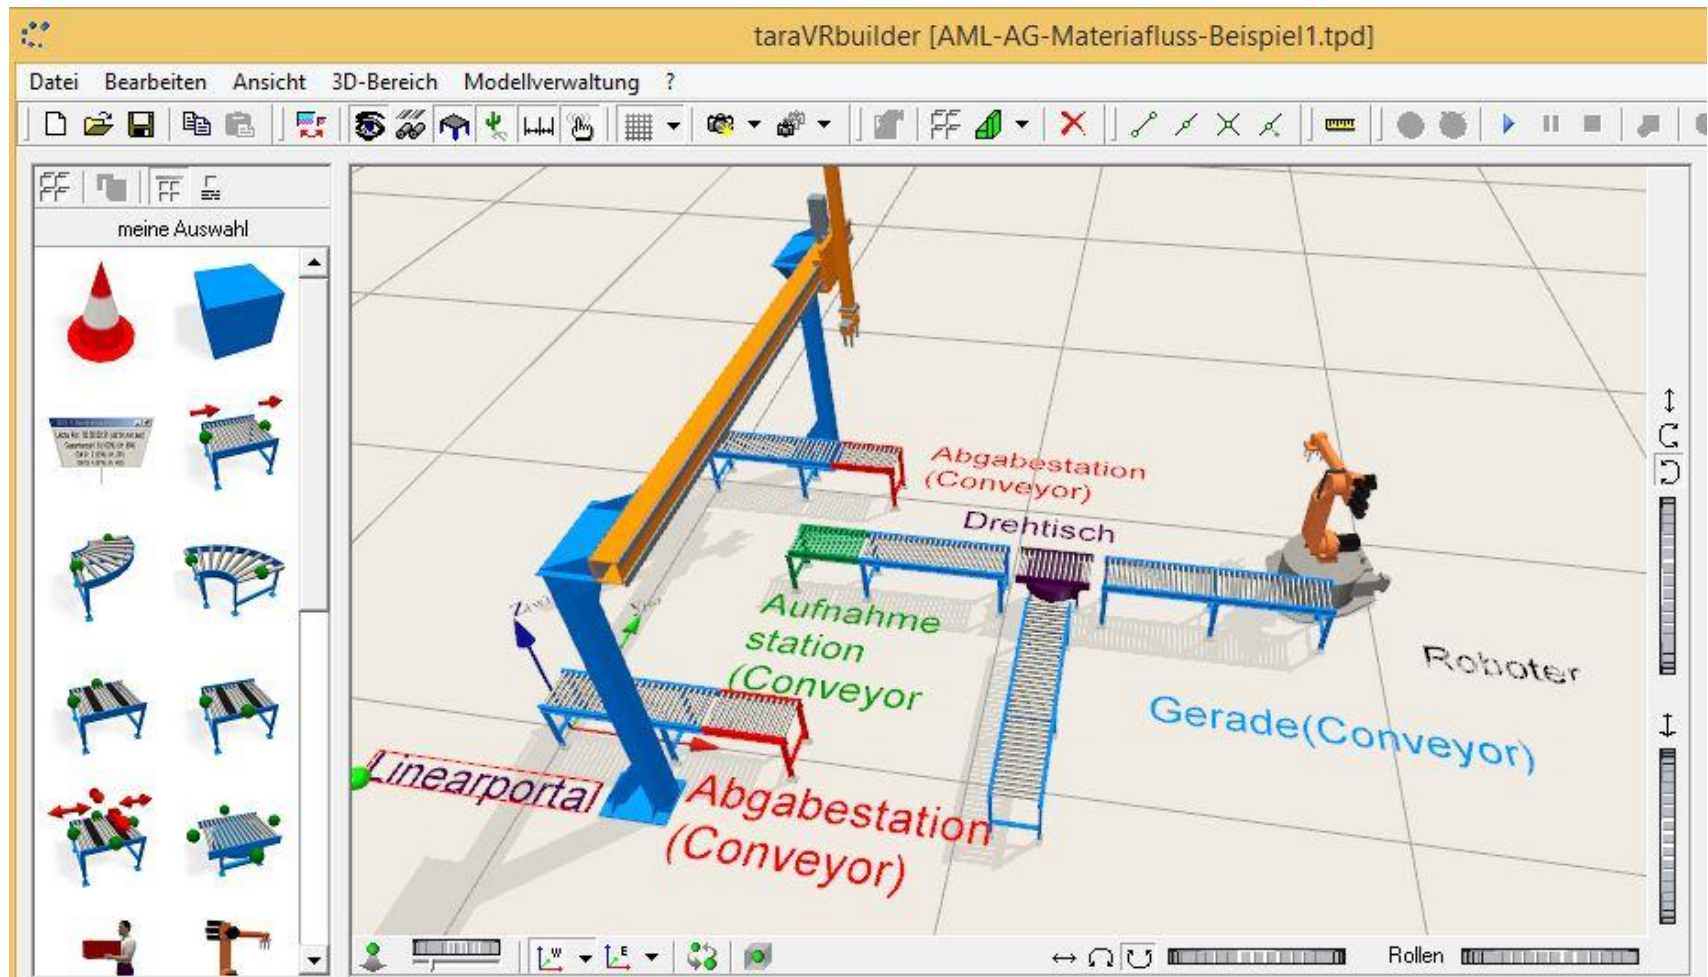 taraVRbuilder [AML-AG-Materiafluss-Beispiel1.tpd]
Datei Bearbeiten Ansicht 3D-Bereich Modellverwaltung ?
meine Auswahl
Abgabestation
(Conveyor)
Drehtisch
Aufnahme
station
(Conveyor
Roboter
Gerade(Conveyor)
Linearportal
Abgabestation
(Conveyor)
W
E
Rollen